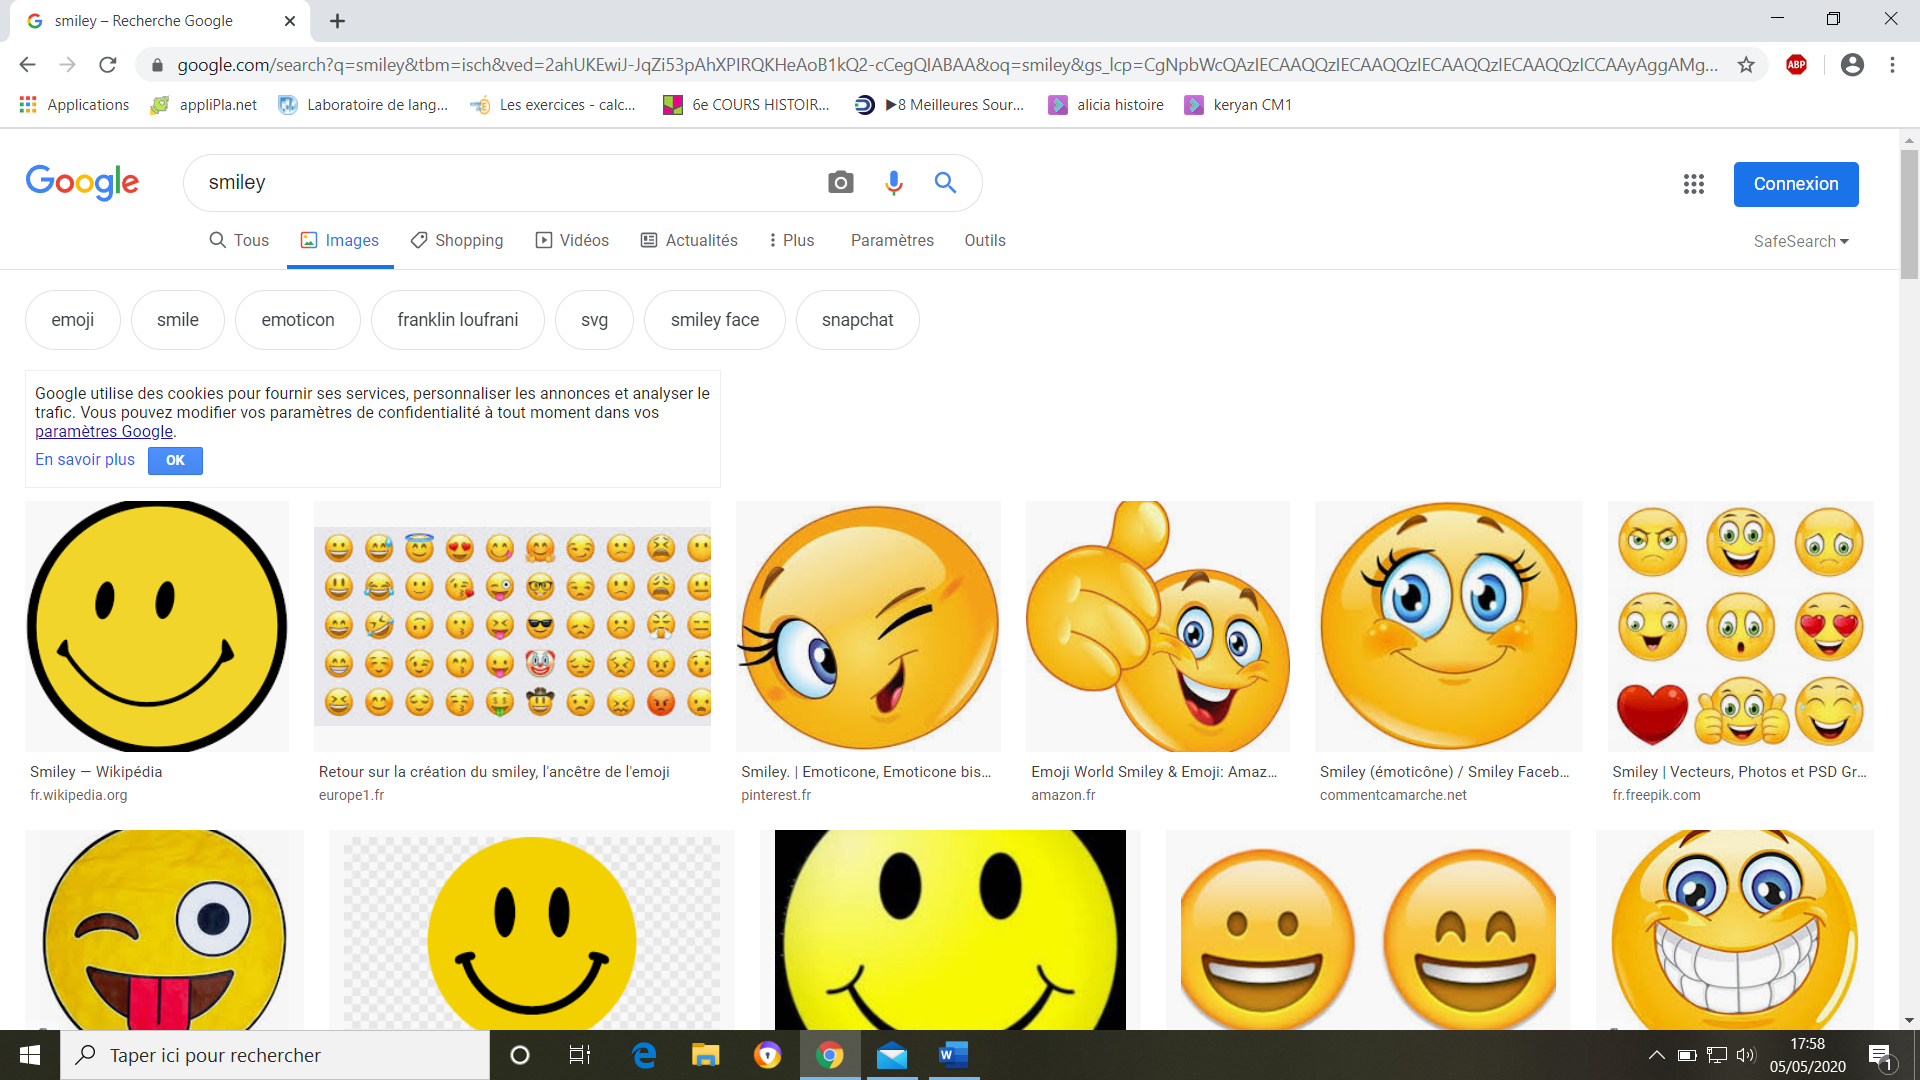 smiley – Recherche Google
google.com/search?q=smiley&tbm=isch&ved=2ahUKEwiJ-JqZi53pAhXPIRQKHeAoB1kQ2-cCegQIABAA&oq=smiley&gs_lcp=CgNpbWcQAzIECAAQQzIECAAQQzIECAAQQzIECAAQQzICCAAyAggAMg...
ABP
Applications
appliPla.net
Laboratoire de lang...
Les exercices - calc...
6e COURS HISTOIR...
▶8 Meilleures Sour...
alicia histoire
keryan CM1
Google
smiley
Connexion
Tous
Images
Shopping
Vidéos
Actualités
Plus
Paramètres
Outils
SafeSearch
emoji
smile
emoticon
franklin loufrani
svg
smiley face
snapchat
Google utilise des cookies pour fournir ses services, personnaliser les annonces et analyser le
trafic. Vous pouvez modifier vos paramètres de confidentialité à tout moment dans vos
paramètres Google.
En savoir plus
OK
Smiley — Wikipédia
fr.wikipedia.org
Retour sur la création du smiley, l'ancêtre de l'emoji
europe1.fr
Smiley. | Emoticone, Emoticone bis...
pinterest.fr
Emoji World Smiley & Emoji: Amaz...
amazon.fr
Smiley (émoticône) / Smiley Faceb...
commentcamarche.net
Smiley | Vecteurs, Photos et PSD Gr...
fr.freepik.com
Taper ici pour rechercher
17:58
05/05/2020
1